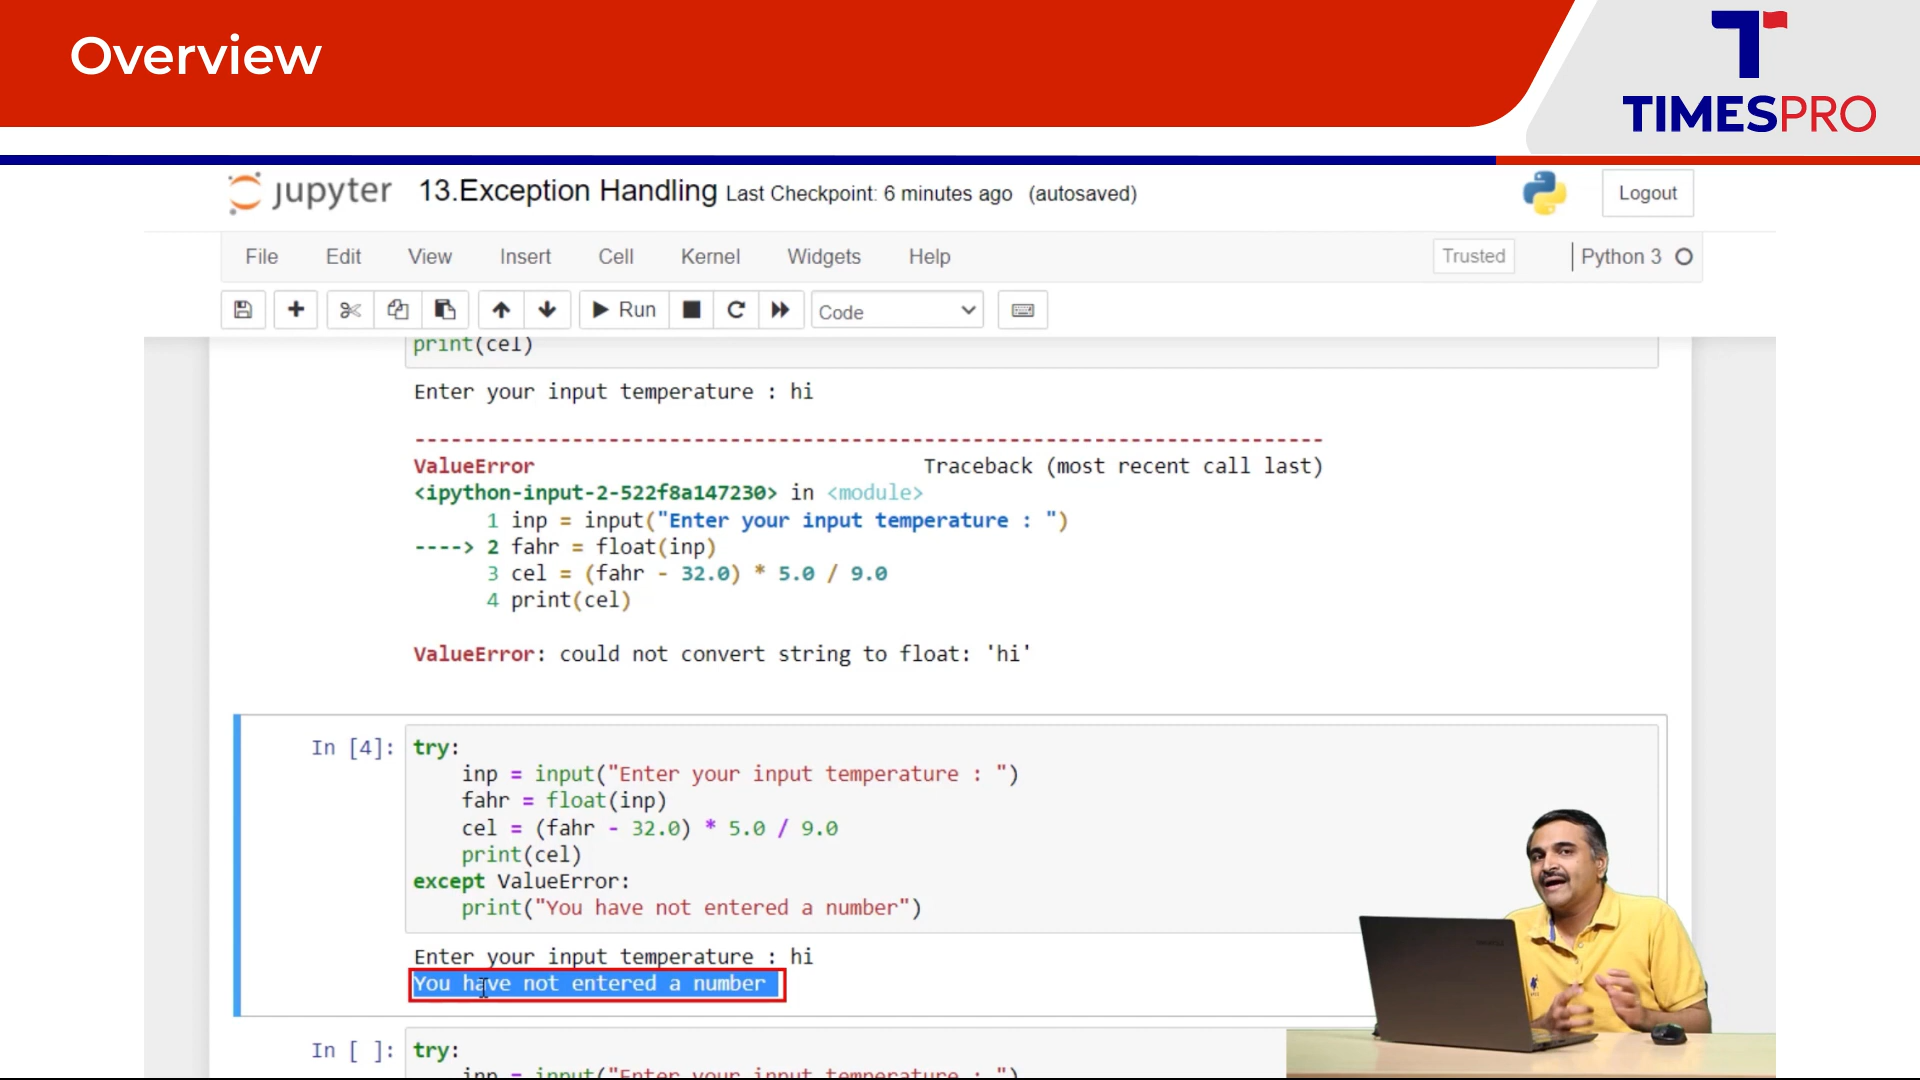 Overview
TIMESPRO
jupyter 13.Exception Handling Last Checkpoint: 6 minutes ago (autosaved)
Logout
File Edit View Insert Cell Kernel Widgets Help
Trusted
Python 3
Run
Code
print(cel)
Enter your input temperature : hi
---------------------------------------------------------------------------
ValueError Traceback (most recent call last)
<ipython-input-2-522f8a147230> in <module>
1 inp = input("Enter your input temperature : ")
----> 2 fahr = float(inp)
3 cel = (fahr - 32.0) * 5.0 / 9.0
4 print(cel)
ValueError: could not convert string to float: 'hi'
In [4]: try:
inp = input("Enter your input temperature : ")
fahr = float(inp)
cel = (fahr - 32.0) * 5.0 / 9.0
print(cel)
except ValueError:
print("You have not entered a number")
Enter your input temperature : hi
You have not entered a number
In [ ]: try:
inp = input("Enter your input temperature : ")